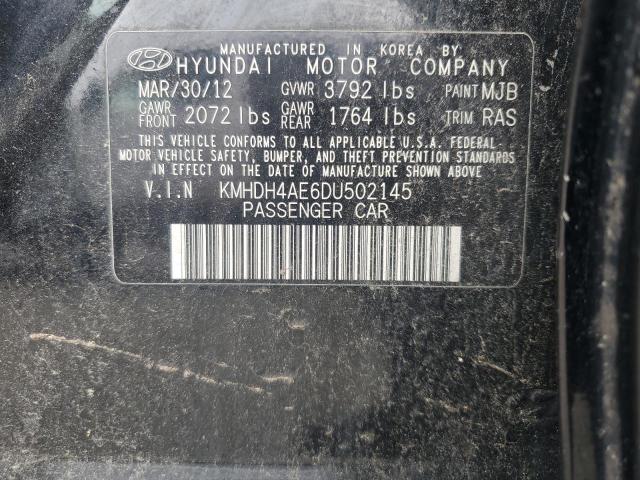 MANUFACTURED IN KOREA BY
HYUNDAI MOTOR COMPANY
MAR/30/12 GVWR 3792 lbs PAINT MJB
GAWR FRONT 2072 lbs GAWR REAR 1764 lbs TRIM RAS
THIS VEHICLE CONFORMS TO ALL APPLICABLE U.S.A. FEDERAL-
MOTOR VEHICLE SAFETY, BUMPER, AND THEFT PREVENTION STANDARDS
IN EFFECT ON THE DATE OF MANUFACTURE SHOWN ABOVE
V.I.N KMHDH4AE6DU502145
PASSENGER CAR